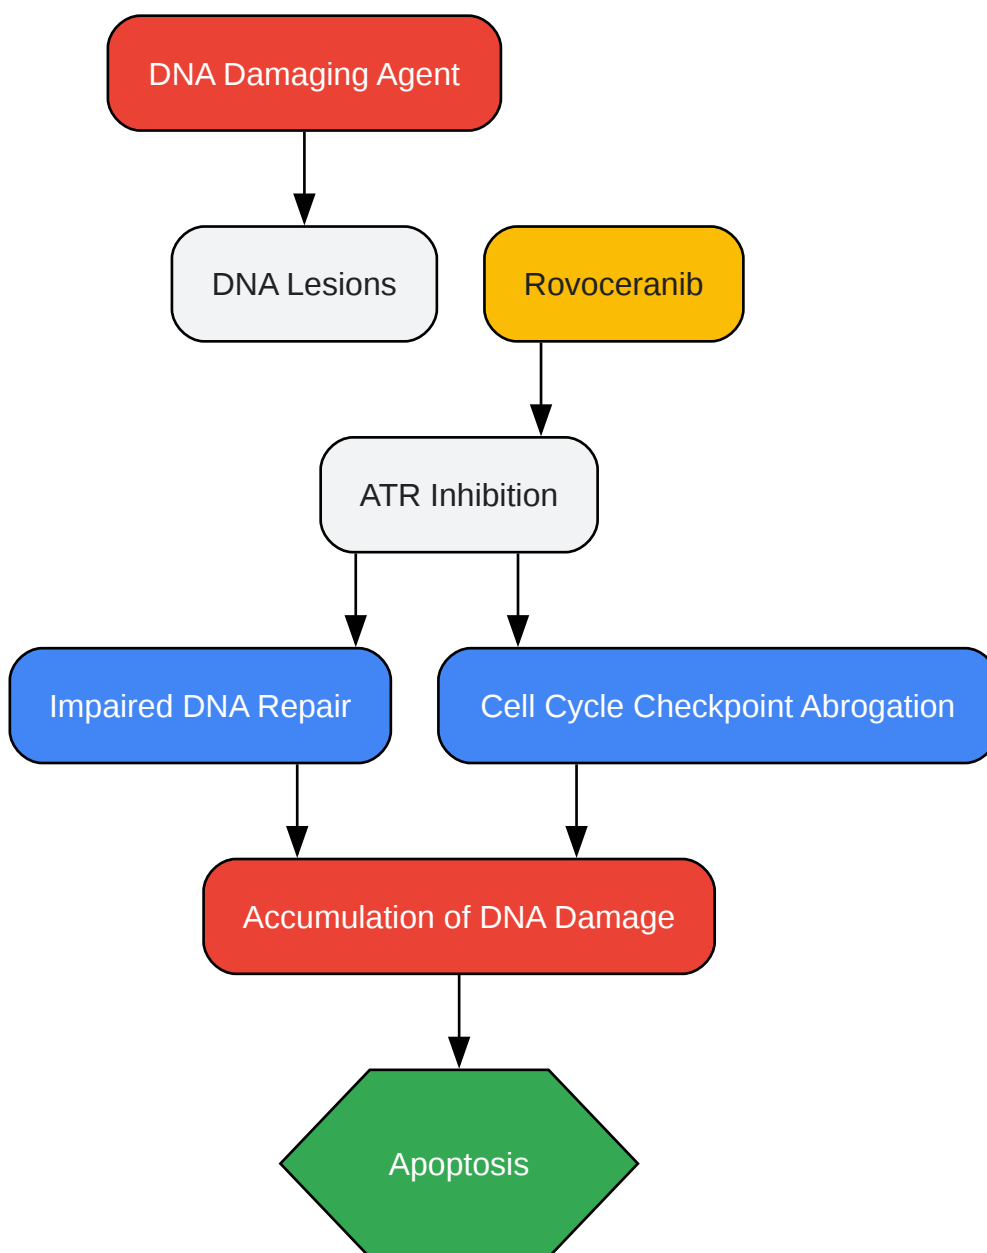 DNA Damaging Agent
DNA Lesions
Rovoceranib
ATR Inhibition
Impaired DNA Repair
Cell Cycle Checkpoint Abrogation
Accumulation of DNA Damage
Apoptosis